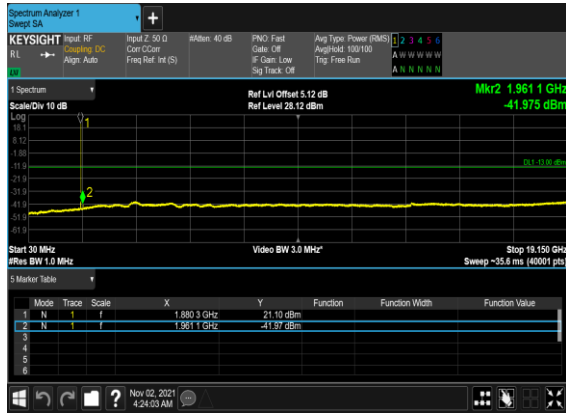 Spectrum Analyzer 1
Swept SA
+
KEYSIGHT Input: RF Input Z: 50 Ω #Atten: 40 dB PNO: Fast Avg Type: Power (RMS) 1 2 3 4 5 6
RL Coupling: DC Corr CCorr Gate: Off Avg|Hold: 100/100 A W W W W W
Align: Auto Freq Ref: Int (S) IF Gain: Low Trig: Free Run
Sig Track: Off A N N N N N
LW
1 Spectrum
Ref Lvl Offset 5.12 dB Mkr2 1.961 1 GHz
Scale/Div 10 dB Ref Level 28.12 dBm -41.975 dBm
Log
18.1
8.12
-1.88
-11.9
-21.9
-31.9
-41.9
-51.9
-61.9
1
2
DL1 -13.00 dBm
Start 30 MHz Video BW 3.0 MHz* Stop 19.150 GHz
#Res BW 1.0 MHz Sweep ~35.6 ms (40001 pts)
5 Marker Table
Mode Trace Scale X Y Function Function Width Function Value
1 N 1 f 1.880 3 GHz 21.10 dBm
2 N 1 f 1.961 1 GHz -41.97 dBm
3
4
5
6
?
Nov 02, 2021
4:24:03 AM